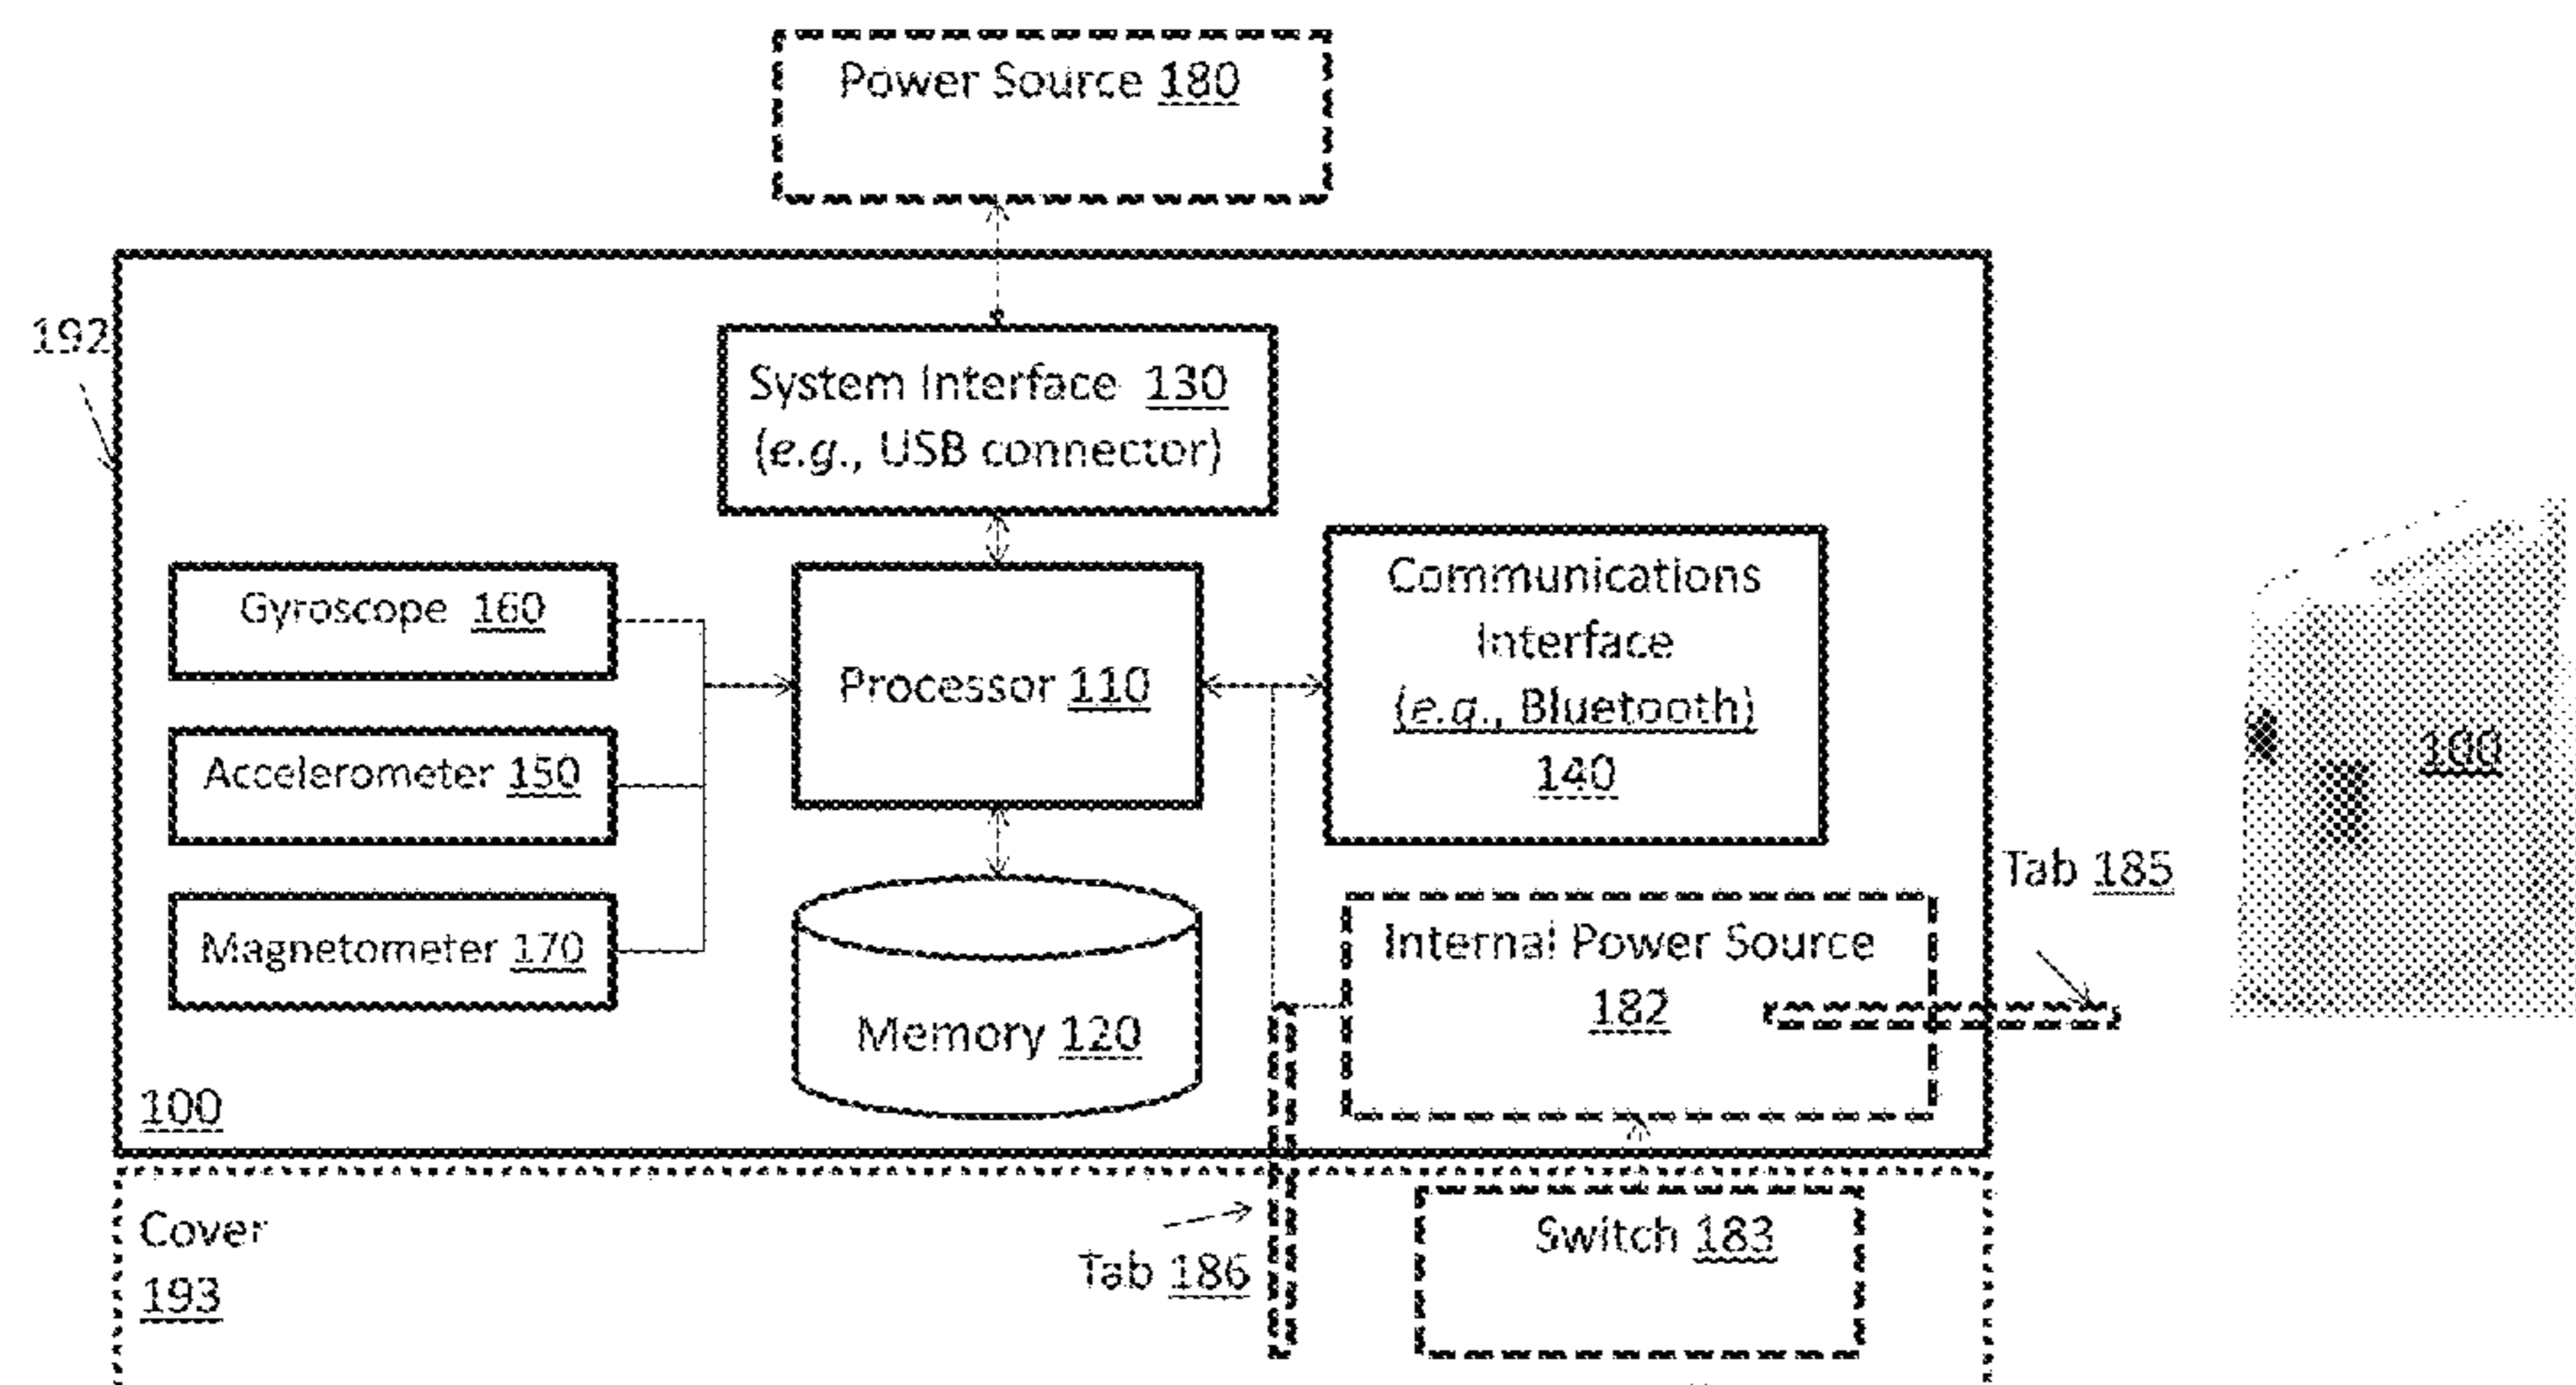 Power Source 180
192
System Interface 130
(e.g., USB connector)
Gyroscope 160
Accelerometer 150
Magnetometer 170
Processor 110
Communications
Interface
(e.g., Bluetooth)
140
Memory 120
Internal Power Source
182
Tab 185
100
100
Cover
193
Tab 186
Switch 183